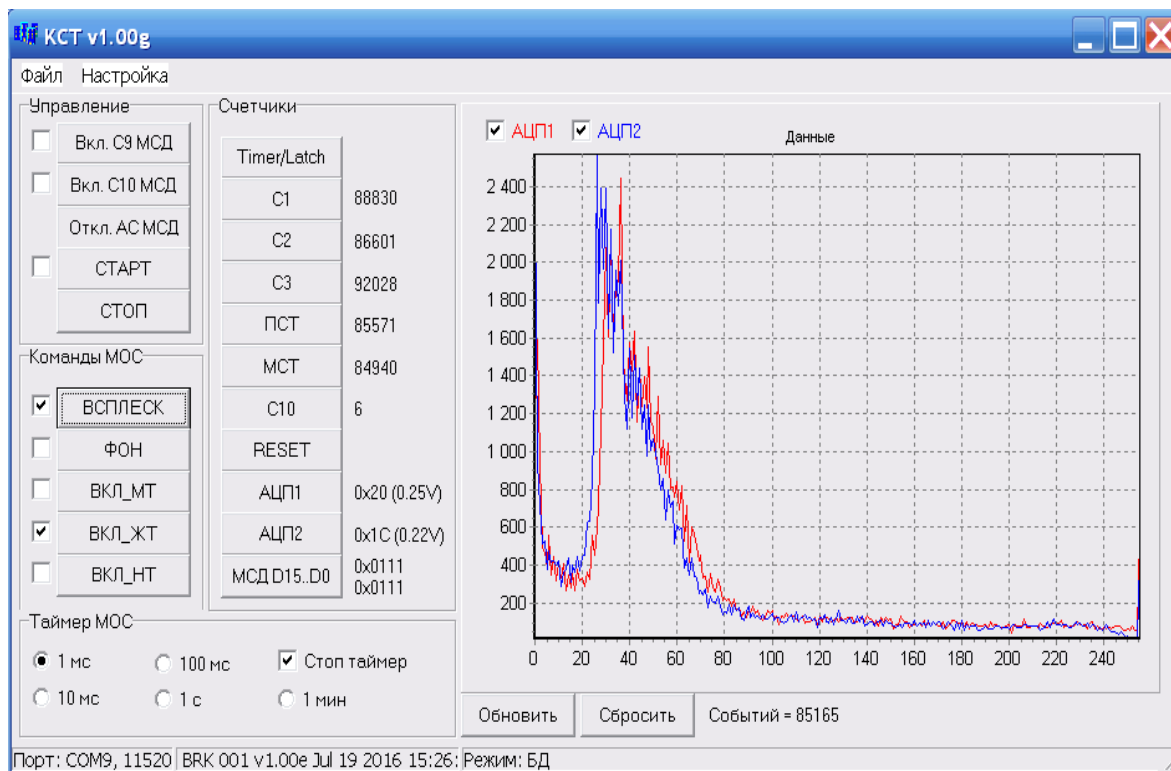 КСТ v1.00g
Файл Настройка
Управление
Вкл. С9 МСД
Вкл. С10 МСД
Откл. АС МСД
СТАРТ
СТОП
Команды МОС
ВСПЛЕСК
ФОН
ВКЛ_МТ
ВКЛ_ЖТ
ВКЛ_НТ
Счетчики
Timer/Latch
С1 88830
С2 86601
С3 92028
ПСТ 85571
МСТ 84940
С10 6
RESET
АЦП1 0x20 (0.25V)
АЦП2 0x1C (0.22V)
МСД D15..D0 0x0111
0x0111
Таймер МОС
1 мс 100 мс Стоп таймер
10 мс 1 с 1 мин
АЦП1 АЦП2
Данные
2 400
2 200
2 000
1 800
1 600
1 400
1 200
1 000
800
600
400
200
0 20 40 60 80 100 120 140 160 180 200 220 240
Обновить Сбросить Событий = 85165
Порт: COM9, 11520 BRK 001 v1.00e Jul 19 2016 15:26: Режим: БД